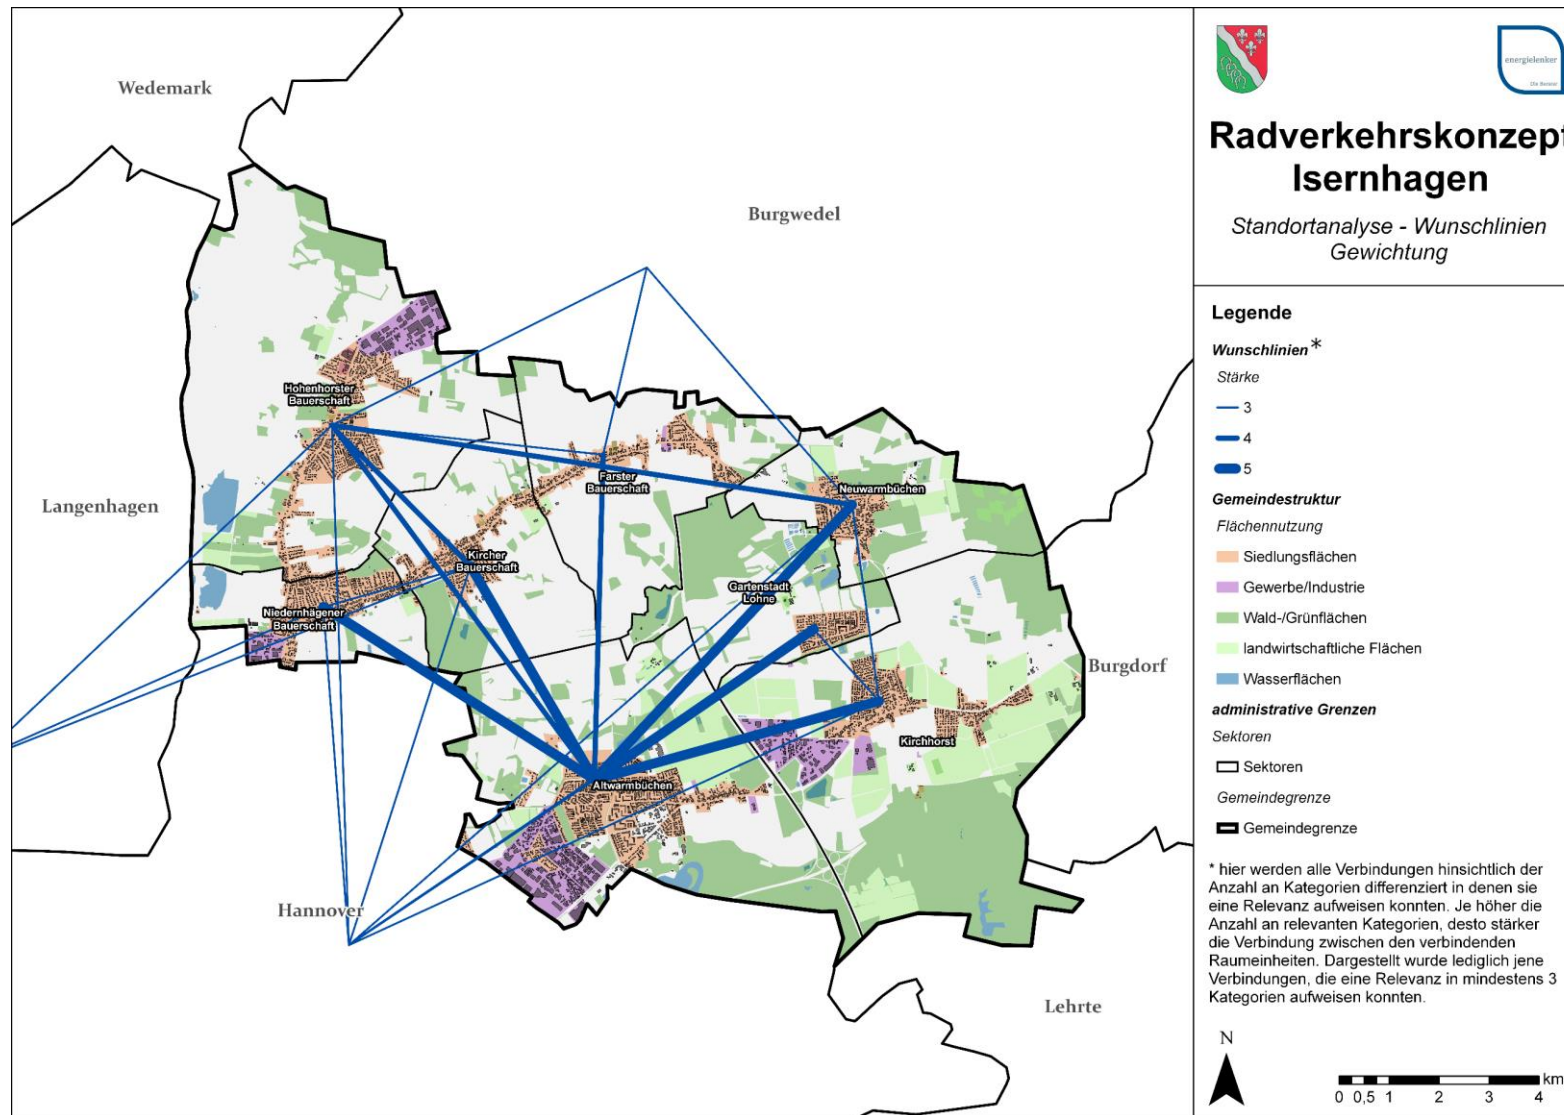 Wedemark
Burgwedel
Langenhagen
Hohenhorster
Bauerschaft
Farster
Bauerschaft
Neuwarmbüchen
Kircher
Bauerschaft
Gartenstadt
Lohne
Niedernhägener
Bauerschaft
Burgdorf
Kirchhorst
Altwarmbüchen
Hannover
Lehrte
energielenker
Radverkehrskonzept
Isernhagen
Standortanalyse - Wunschlinien
Gewichtung
Legende
Wunschlinien*
Stärke
3
4
5
Gemeindestruktur
Flächennutzung
Siedlungsflächen
Gewerbe/Industrie
Wald-/Grünflächen
landwirtschaftliche Flächen
Wasserflächen
administrative Grenzen
Sektoren
Sektoren
Gemeindegrenze
Gemeindegrenze
* hier werden alle Verbindungen hinsichtlich der
Anzahl an Kategorien differenziert in denen sie
eine Relevanz aufweisen konnten. Je höher die
Anzahl an relevanten Kategorien, desto stärker
die Verbindung zwischen den verbindenden
Raumeinheiten. Dargestellt wurde lediglich jene
Verbindungen, die eine Relevanz in mindestens 3
Kategorien aufweisen konnten.
N
km
0 0,5 1 2 3 4